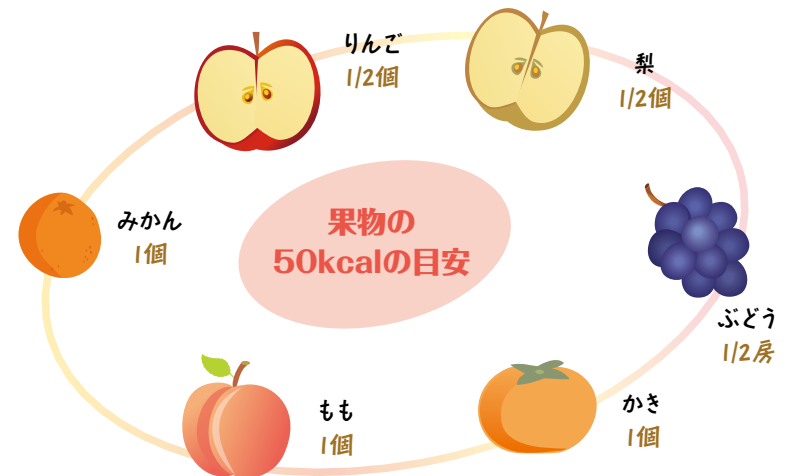 りんご
1/2個
梨
1/2個
みかん
1個
果物の
50kcalの目安
ぶどう
1/2房
もも
1個
かき
1個